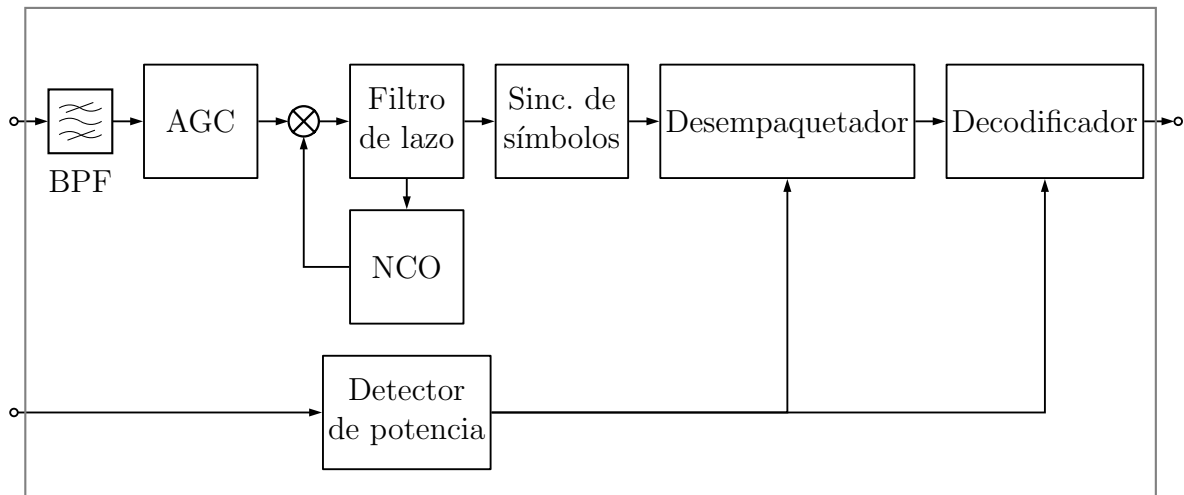 BPF
AGC
Filtro
de lazo
Sinc. de
símbolos
Desempaquetador
Decodificador
NCO
Detector
de potencia